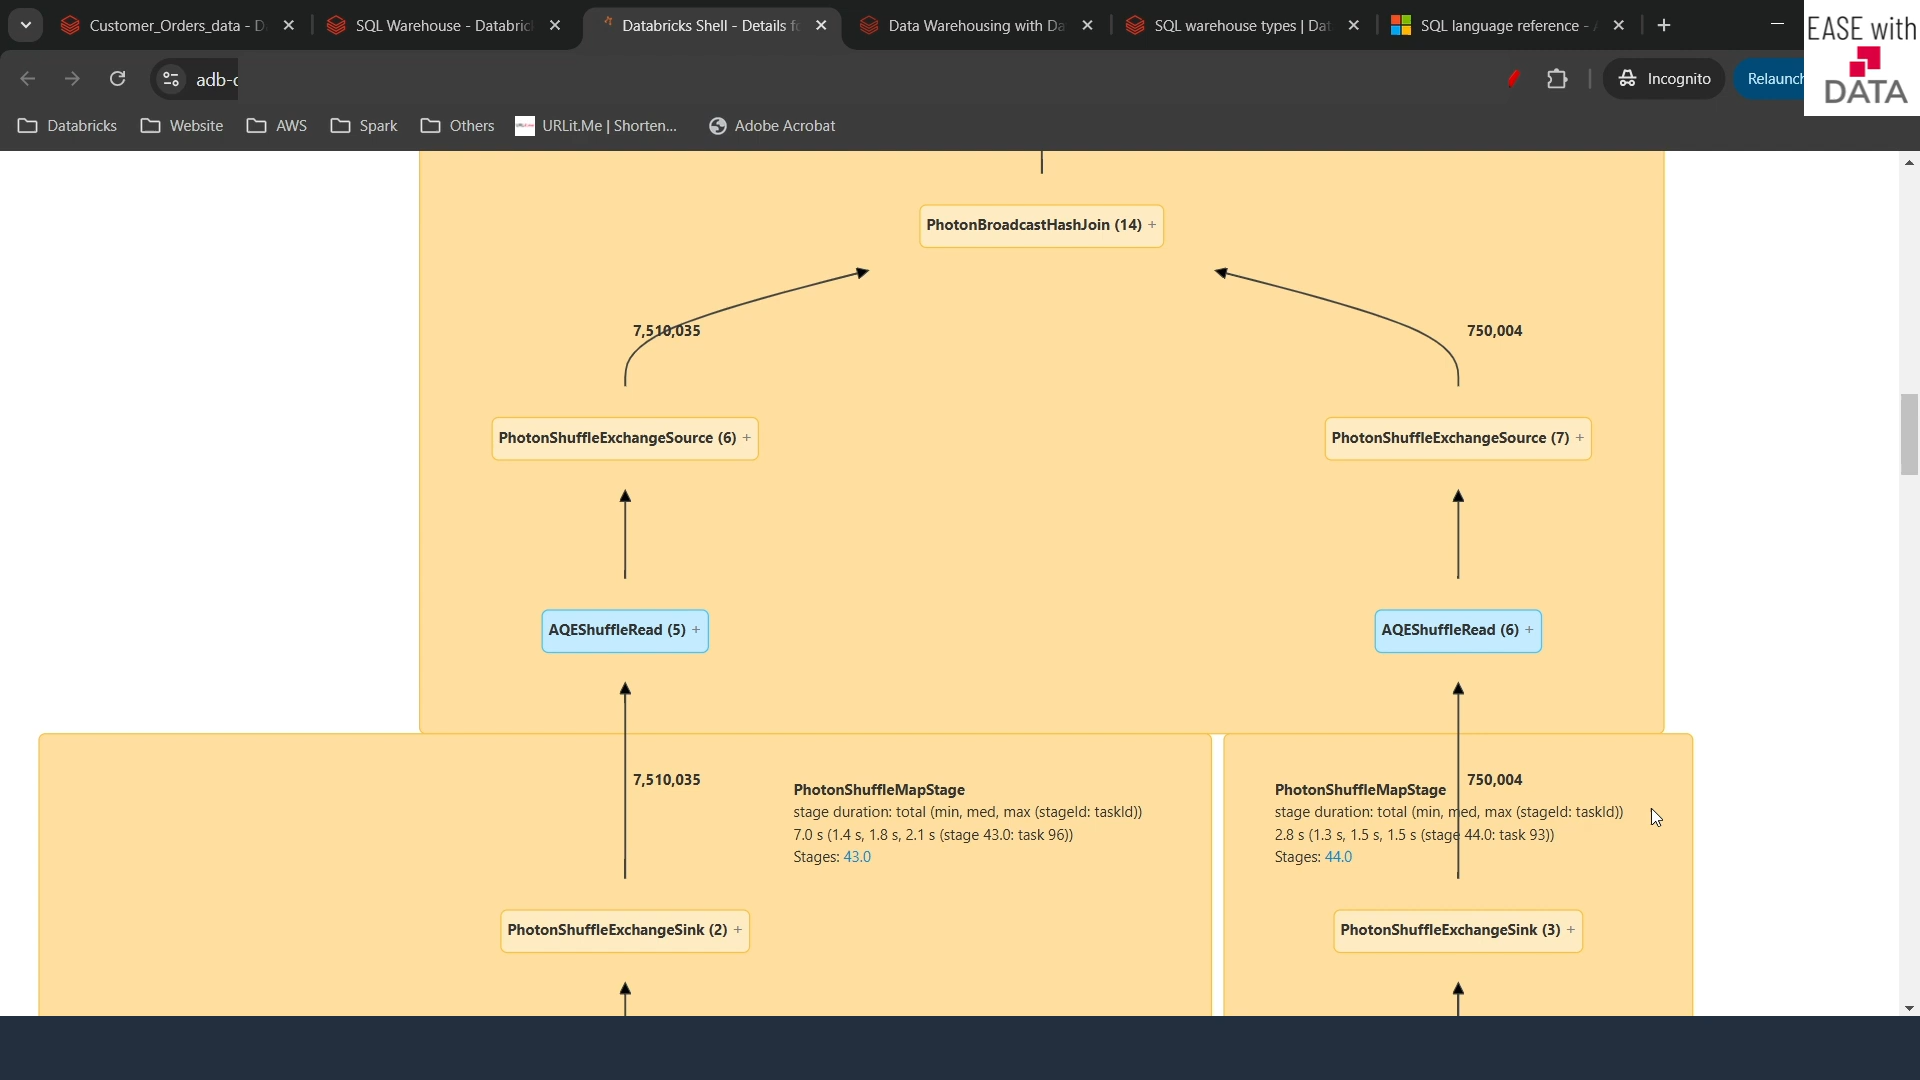 Customer_Orders_data - D
SQL Warehouse - Databric
Databricks Shell - Details fo
Data Warehousing with Da
SQL warehouse types | Dat
SQL language reference - A
EASE with
DATA
adb-c
Incognito
Relaunch
Databricks
Website
AWS
Spark
Others
URLit.Me | Shorten...
Adobe Acrobat
PhotonBroadcastHashJoin (14) +
7,510,035
750,004
PhotonShuffleExchangeSource (6) +
PhotonShuffleExchangeSource (7) +
AQEShuffleRead (5) +
AQEShuffleRead (6) +
7,510,035
PhotonShuffleMapStage
stage duration: total (min, med, max (stageId: taskId))
7.0 s (1.4 s, 1.8 s, 2.1 s (stage 43.0: task 96))
Stages: 43.0
750,004
PhotonShuffleMapStage
stage duration: total (min, med, max (stageId: taskId))
2.8 s (1.3 s, 1.5 s, 1.5 s (stage 44.0: task 93))
Stages: 44.0
PhotonShuffleExchangeSink (2) +
PhotonShuffleExchangeSink (3) +